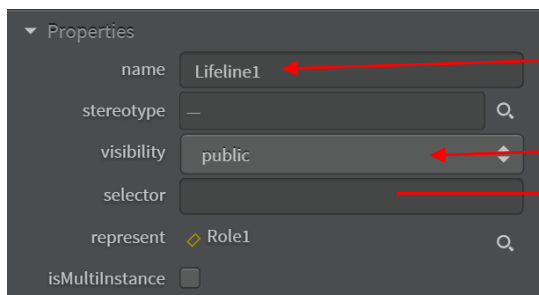 Properties
name Lifeline1
stereotype —
visibility public
selector
represent Role1
isMultiInstance